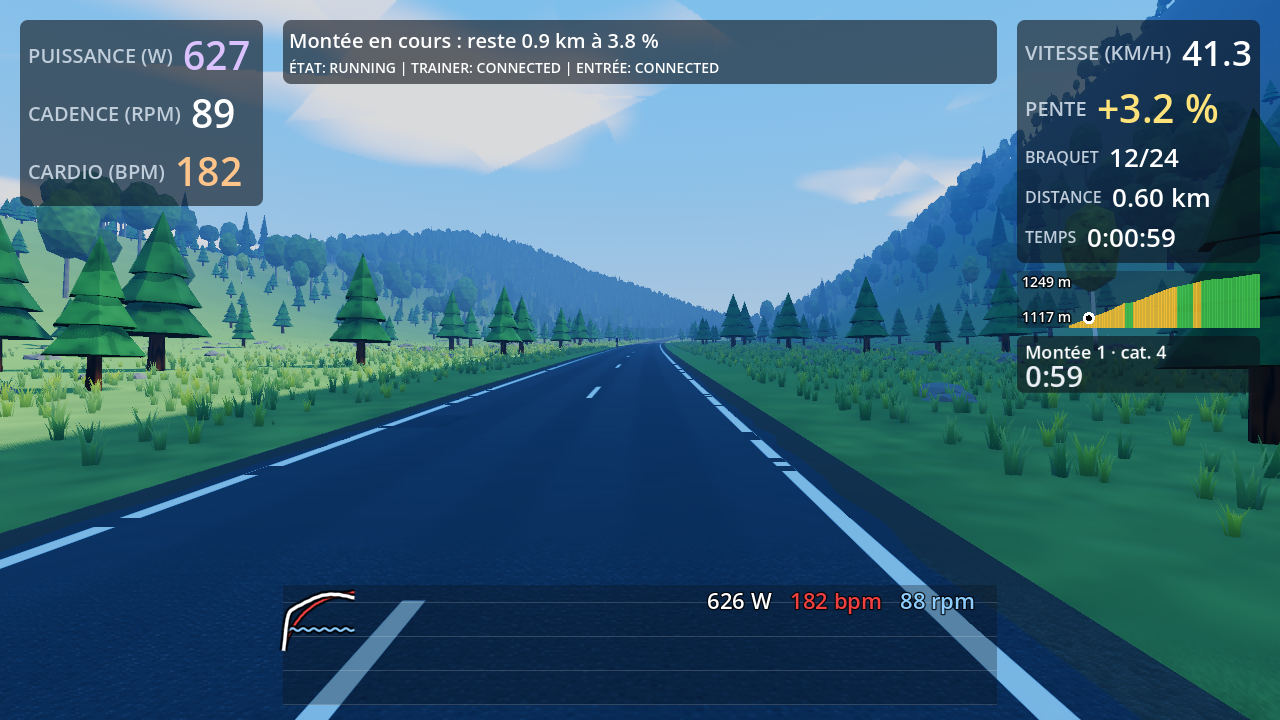 PUISSANCE (W) 627
CADENCE (RPM) 89
CARDIO (BPM) 182
Montée en cours : reste 0.9 km à 3.8 %
ÉTAT: RUNNING | TRAINER: CONNECTED | ENTRÉE: CONNECTED
VITESSE (KM/H) 41.3
PENTE +3.2 %
BRAQUET 12/24
DISTANCE 0.60 km
TEMPS 0:00:59
1249 m
1117 m
Montée 1 · cat. 4
0:59
626 W 182 bpm 88 rpm